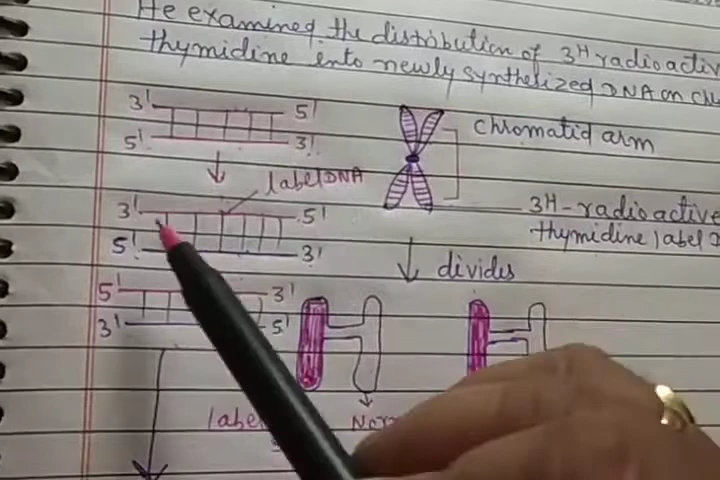 He examined the distribution of 3H radioactive
thymidine into newly synthesized DNA on
3' 5'
5' 3'
chromatid arm
label DNA
3' 5'
5' 3'
3H-radioactive
thymidine label
divides
5' 3'
3' 5'